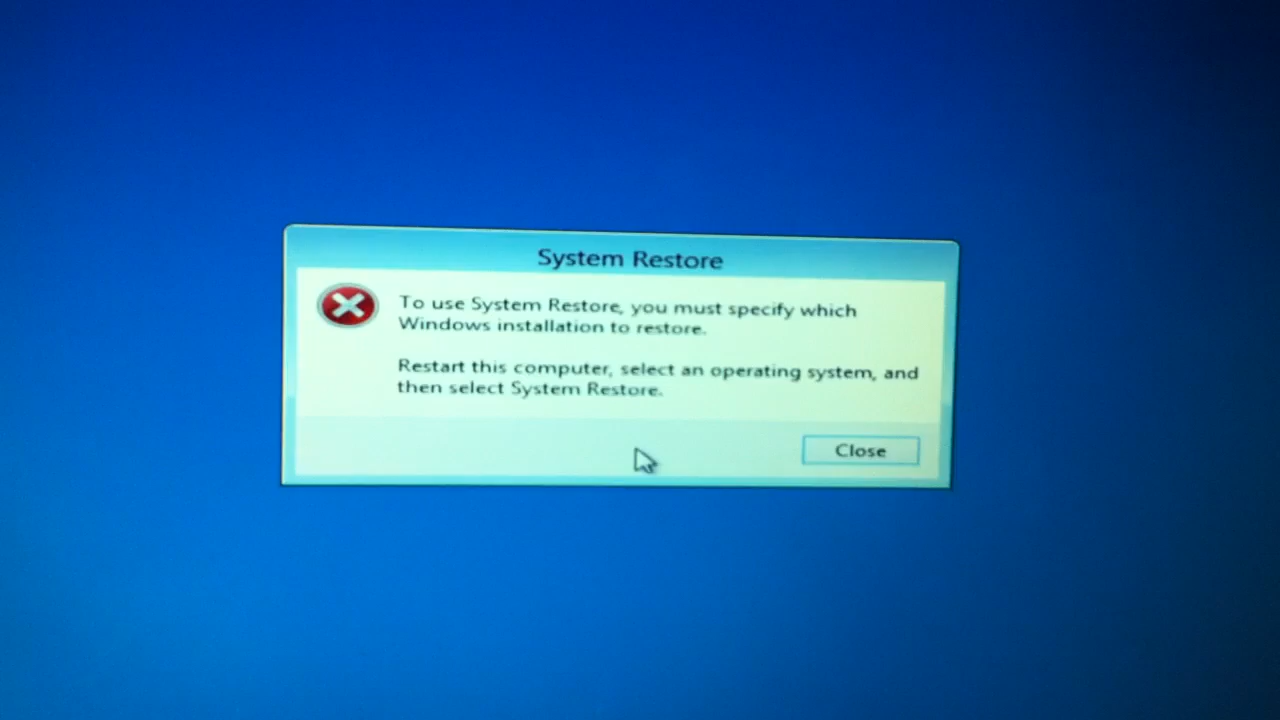 System Restore
To use System Restore, you must specify which
Windows installation to restore.
Restart this computer, select an operating system, and
then select System Restore.
Close